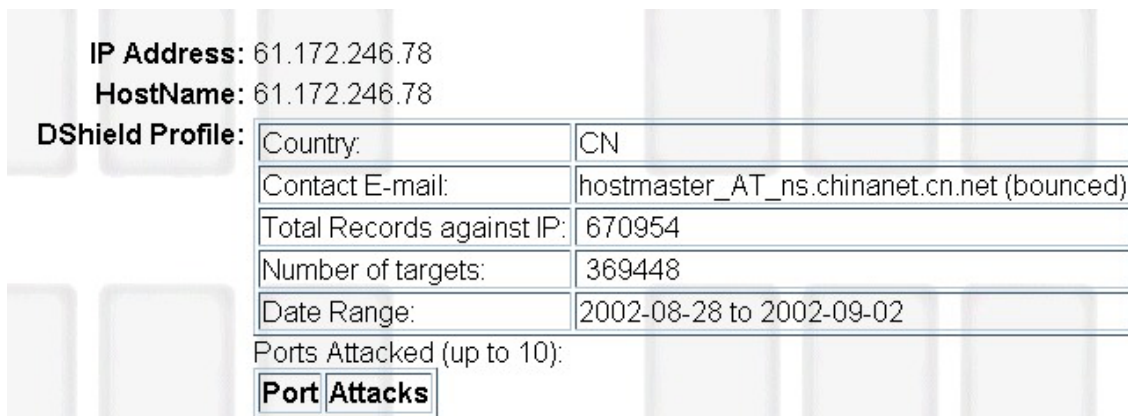 IP Address: 61.172.246.78
HostName: 61.172.246.78
DShield Profile:
Country: CN
Contact E-mail: hostmaster_AT_ns.chinanet.cn.net (bounced)
Total Records against IP: 670954
Number of targets: 369448
Date Range: 2002-08-28 to 2002-09-02
Ports Attacked (up to 10):
Port Attacks